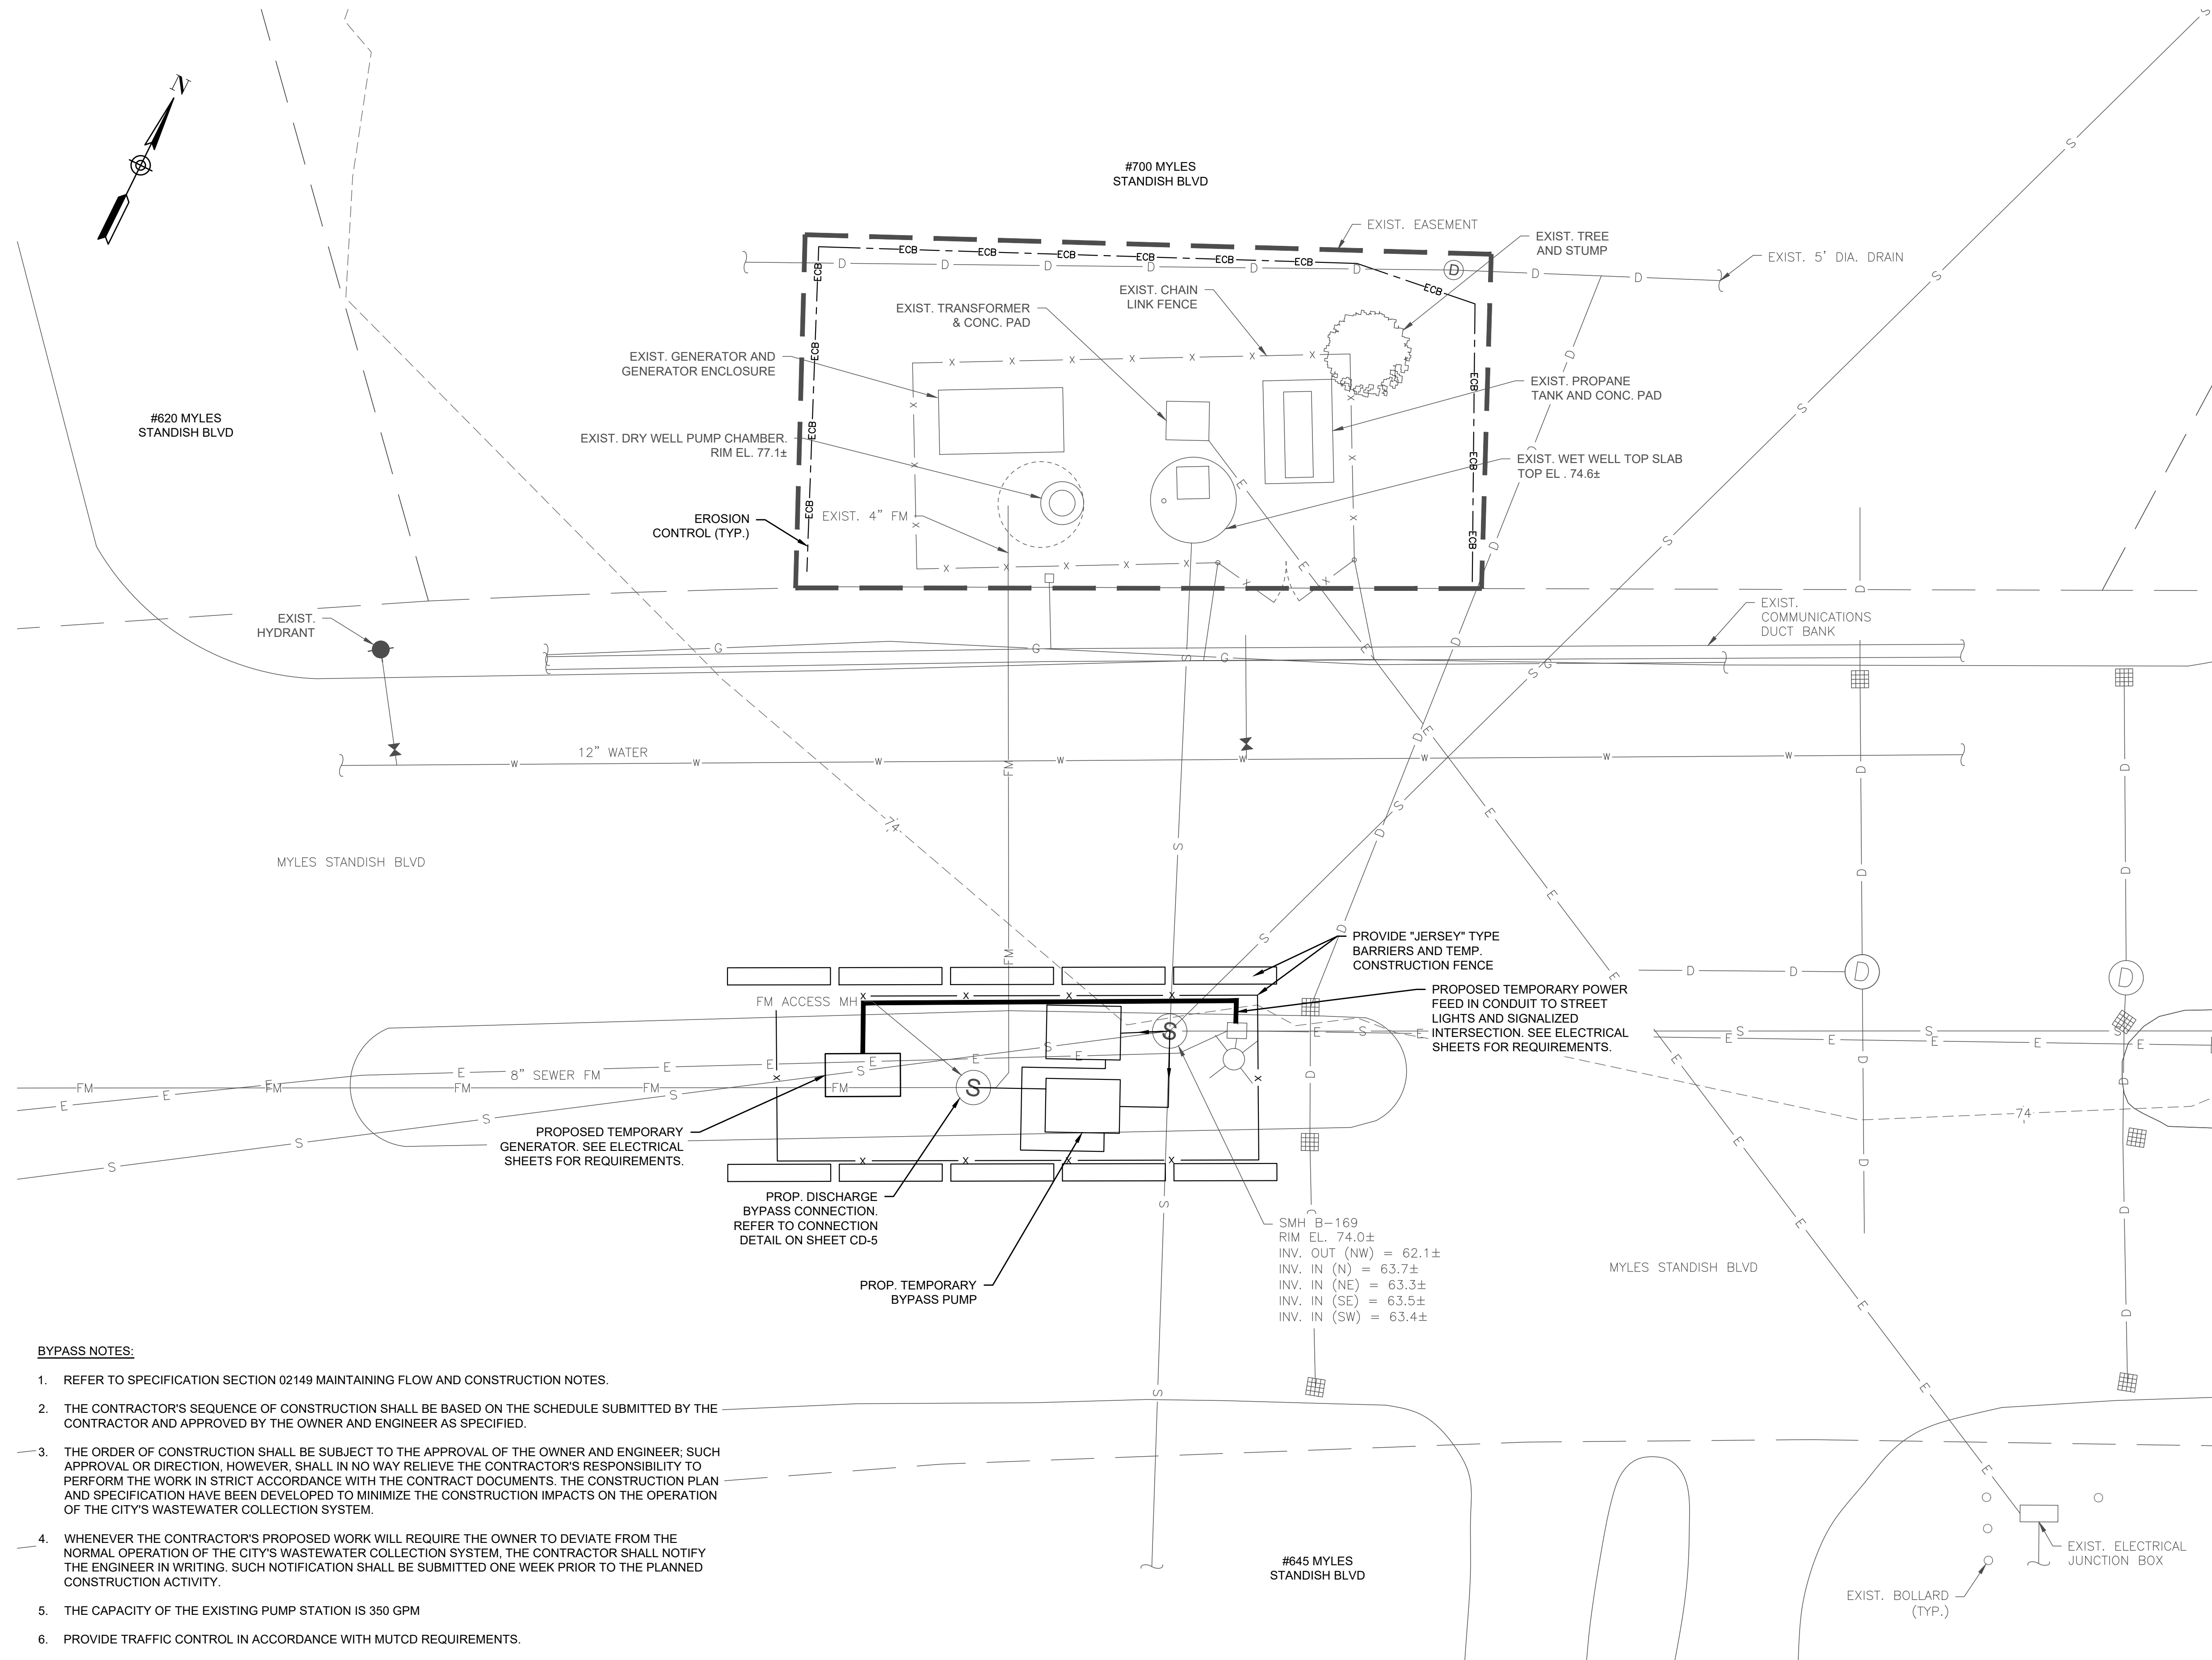 N
#700 MYLES
STANDISH BLVD
EXIST. EASEMENT
EXIST. TREE
AND STUMP
EXIST. 5' DIA. DRAIN
EXIST. CHAIN
LINK FENCE
EXIST. TRANSFORMER
& CONC. PAD
EXIST. GENERATOR AND
GENERATOR ENCLOSURE
EXIST. PROPANE
TANK AND CONC. PAD
#620 MYLES
STANDISH BLVD
EXIST. DRY WELL PUMP CHAMBER.
RIM EL. 77.1±
EXIST. WET WELL TOP SLAB
TOP EL . 74.6±
EROSION
CONTROL (TYP.)
EXIST. 4" FM
EXIST.
HYDRANT
EXIST.
COMMUNICATIONS
DUCT BANK
12" WATER
74
MYLES STANDISH BLVD
PROVIDE "JERSEY" TYPE
BARRIERS AND TEMP.
CONSTRUCTION FENCE
FM ACCESS MH
PROPOSED TEMPORARY POWER
FEED IN CONDUIT TO STREET
LIGHTS AND SIGNALIZED
INTERSECTION. SEE ELECTRICAL
SHEETS FOR REQUIREMENTS.
8" SEWER FM
74
PROPOSED TEMPORARY
GENERATOR. SEE ELECTRICAL
SHEETS FOR REQUIREMENTS.
PROP. DISCHARGE
BYPASS CONNECTION.
REFER TO CONNECTION
DETAIL ON SHEET CD-5
PROP. TEMPORARY
BYPASS PUMP
SMH B-169
RIM EL. 74.0±
INV. OUT (NW) = 62.1±
INV. IN (N) = 63.7±
INV. IN (NE) = 63.3±
INV. IN (SE) = 63.5±
INV. IN (SW) = 63.4±
MYLES STANDISH BLVD
BYPASS NOTES:
1. REFER TO SPECIFICATION SECTION 02149 MAINTAINING FLOW AND CONSTRUCTION NOTES.
2. THE CONTRACTOR'S SEQUENCE OF CONSTRUCTION SHALL BE BASED ON THE SCHEDULE SUBMITTED BY THE
CONTRACTOR AND APPROVED BY THE OWNER AND ENGINEER AS SPECIFIED.
3. THE ORDER OF CONSTRUCTION SHALL BE SUBJECT TO THE APPROVAL OF THE OWNER AND ENGINEER; SUCH
APPROVAL OR DIRECTION, HOWEVER, SHALL IN NO WAY RELIEVE THE CONTRACTOR'S RESPONSIBILITY TO
PERFORM THE WORK IN STRICT ACCORDANCE WITH THE CONTRACT DOCUMENTS. THE CONSTRUCTION PLAN
AND SPECIFICATION HAVE BEEN DEVELOPED TO MINIMIZE THE CONSTRUCTION IMPACTS ON THE OPERATION
OF THE CITY'S WASTEWATER COLLECTION SYSTEM.
4. WHENEVER THE CONTRACTOR'S PROPOSED WORK WILL REQUIRE THE OWNER TO DEVIATE FROM THE
NORMAL OPERATION OF THE CITY'S WASTEWATER COLLECTION SYSTEM, THE CONTRACTOR SHALL NOTIFY
THE ENGINEER IN WRITING. SUCH NOTIFICATION SHALL BE SUBMITTED ONE WEEK PRIOR TO THE PLANNED
CONSTRUCTION ACTIVITY.
5. THE CAPACITY OF THE EXISTING PUMP STATION IS 350 GPM
6. PROVIDE TRAFFIC CONTROL IN ACCORDANCE WITH MUTCD REQUIREMENTS.
#645 MYLES
STANDISH BLVD
EXIST. ELECTRICAL
JUNCTION BOX
EXIST. BOLLARD
(TYP.)